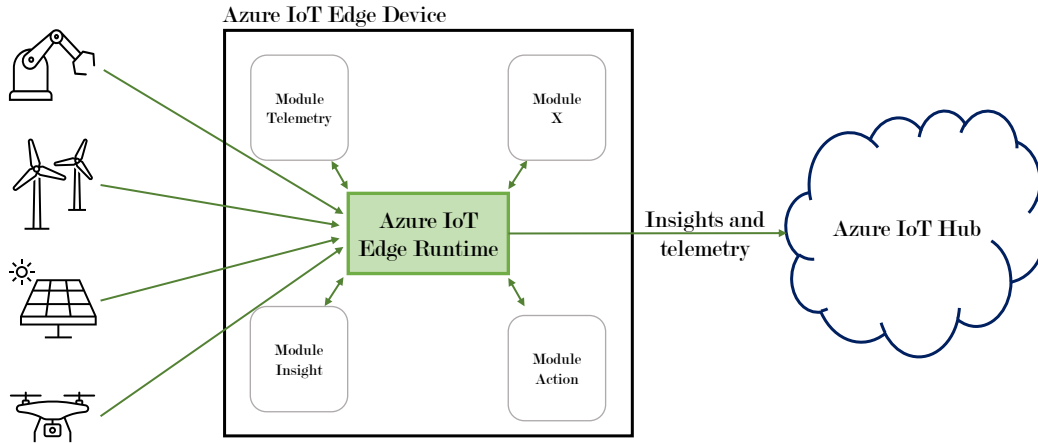 Azure IoT Edge Device
Module
Telemetry
Module
X
Azure IoT
Edge Runtime
Insights and
telemetry
Azure IoT Hub
Module
Insight
Module
Action